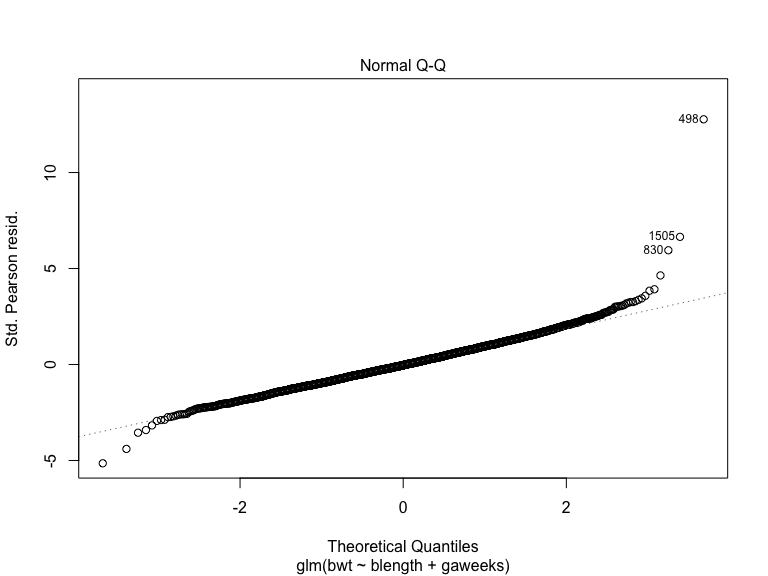 Normal Q-Q
498
1505
830
Std. Pearson resid.
10
5
0
-5
-2
0
2
Theoretical Quantiles
glm(bwt ~ blength + gaweeks)